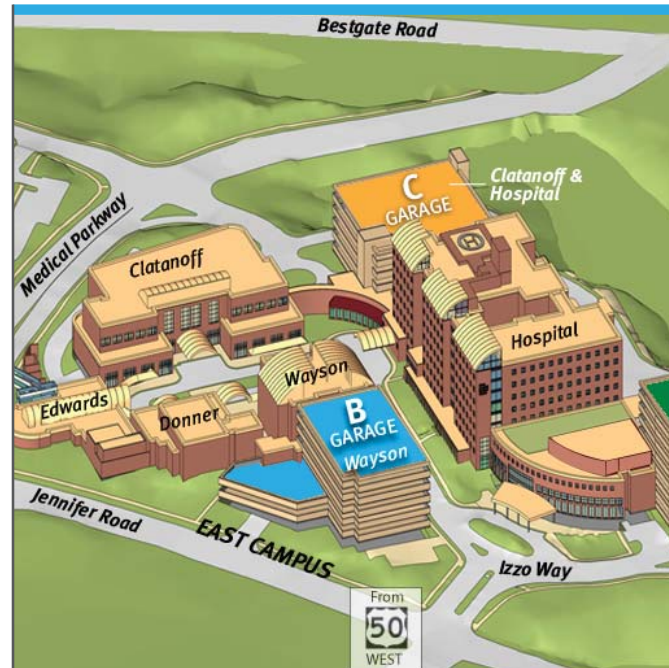 Bestgate Road
C
GARAGE
Clatanoff &
Hospital
Medical Parkway
Clatanoff
H
Hospital
Wayson
Edwards
Donner
B
GARAGE
Wayson
Jennifer Road
EAST CAMPUS
Izzo Way
From
50
WEST